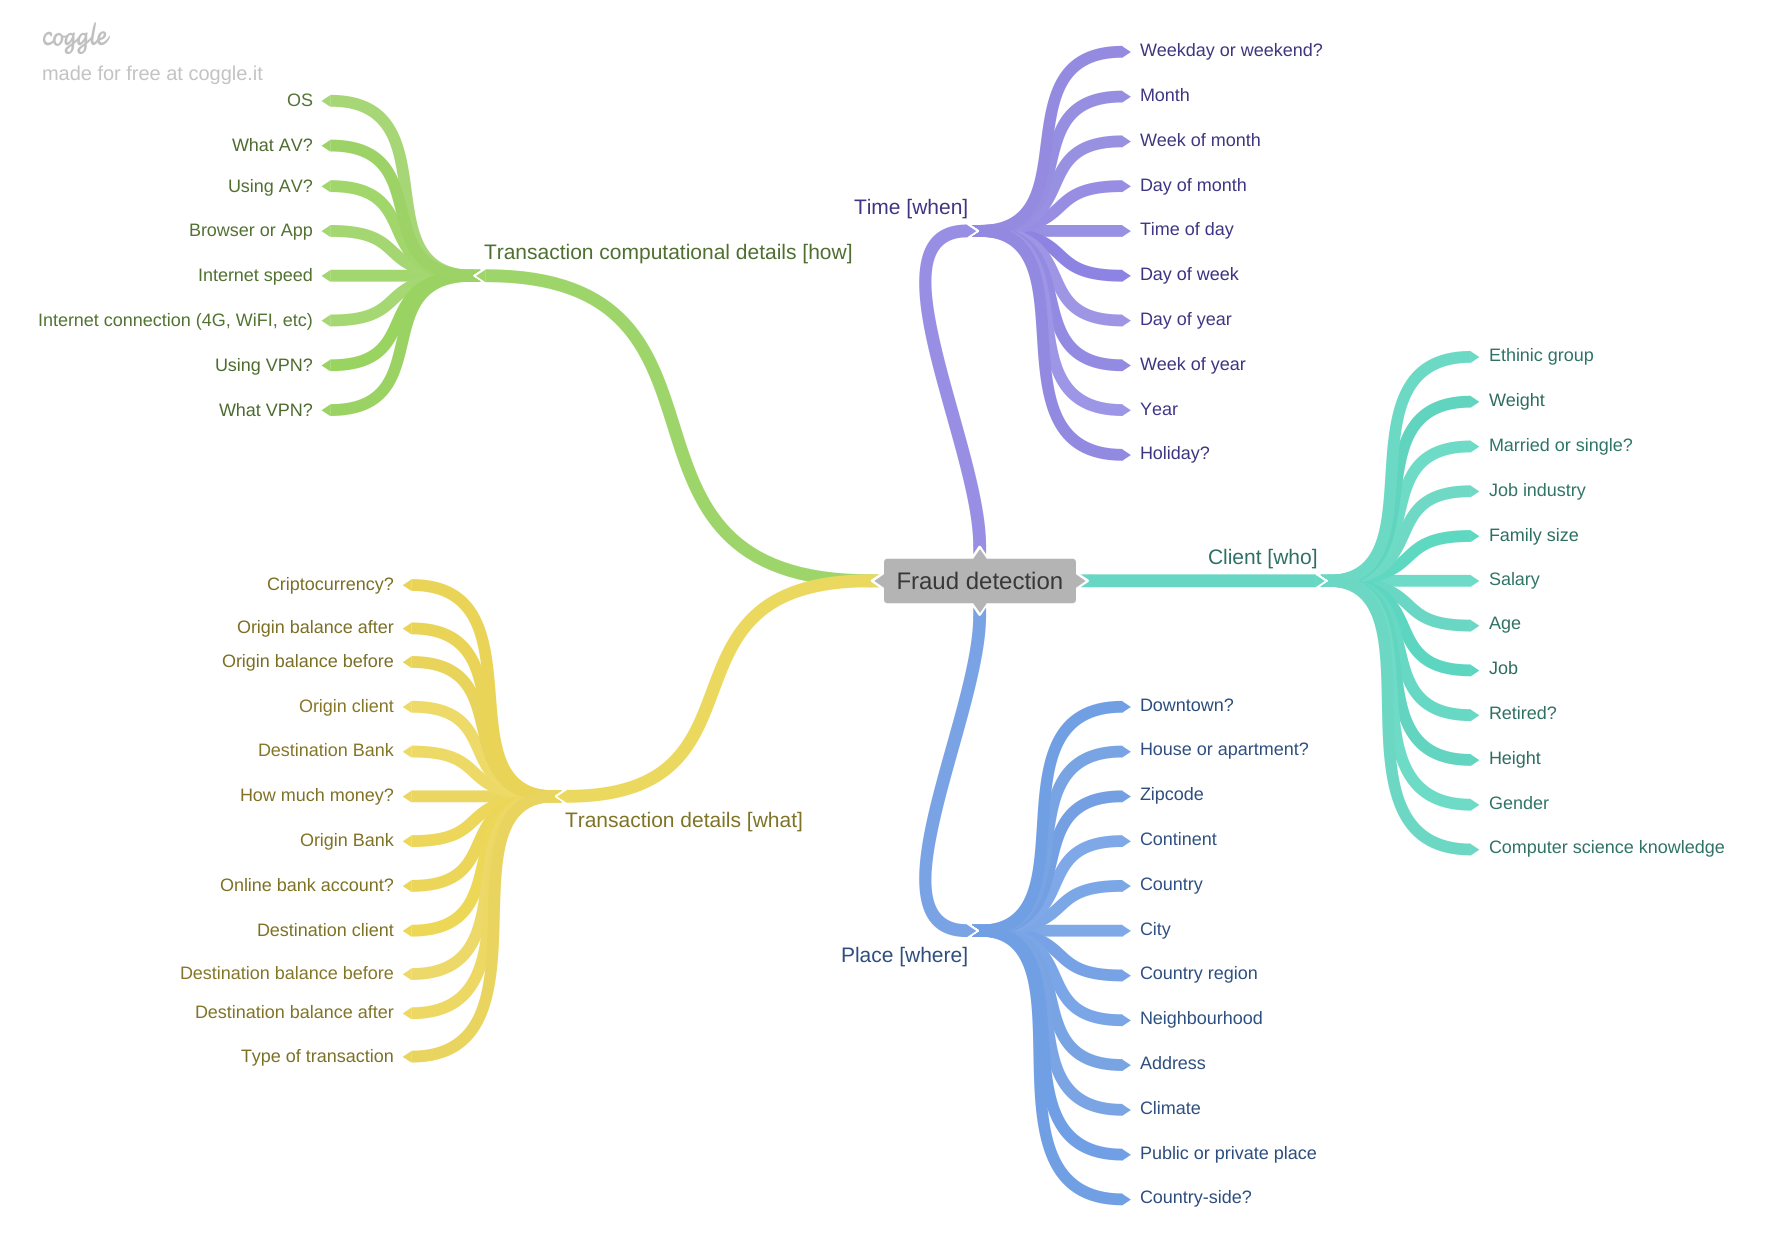 coggle
made for free at coggle.it
Fraud detection
Transaction computational details [how]
OS
What AV?
Using AV?
Browser or App
Internet speed
Internet connection (4G, WiFI, etc)
Using VPN?
What VPN?
Time [when]
Weekday or weekend?
Month
Week of month
Day of month
Time of day
Day of week
Day of year
Week of year
Year
Holiday?
Client [who]
Ethinic group
Weight
Married or single?
Job industry
Family size
Salary
Age
Job
Retired?
Height
Gender
Computer science knowledge
Transaction details [what]
Criptocurrency?
Origin balance after
Origin balance before
Origin client
Destination Bank
How much money?
Origin Bank
Online bank account?
Destination client
Destination balance before
Destination balance after
Type of transaction
Place [where]
Downtown?
House or apartment?
Zipcode
Continent
Country
City
Country region
Neighbourhood
Address
Climate
Public or private place
Country-side?